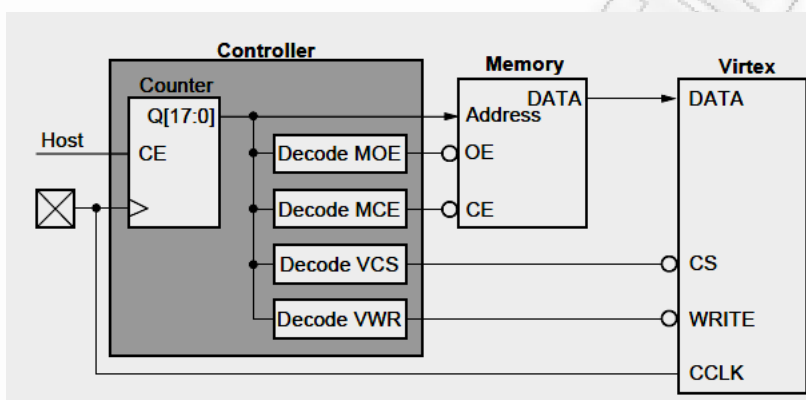 Controller
Memory
Virtex
Counter
Q[17:0]
DATA
DATA
Address
Host
CE
Decode MOE
OE
Decode MCE
CE
Decode VCS
CS
Decode VWR
WRITE
CCLK